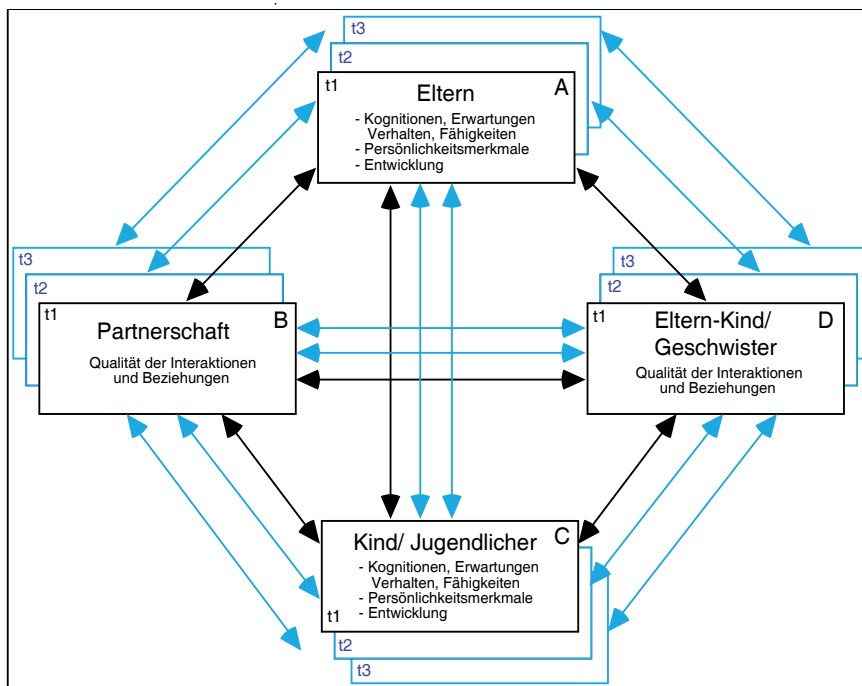 t3
t2
t1
Eltern
A
- Kognitionen, Erwartungen
Verhalten, Fähigkeiten
- Persönlichkeitsmerkmale
- Entwicklung
t3
t2
t1
Partnerschaft
B
Qualität der Interaktionen
und Beziehungen
t3
t2
t1
Eltern-Kind/
Geschwister
D
Qualität der Interaktionen
und Beziehungen
Kind/ Jugendlicher
C
- Kognitionen, Erwartungen
Verhalten, Fähigkeiten
- Persönlichkeitsmerkmale
- Entwicklung
t1
t2
t3